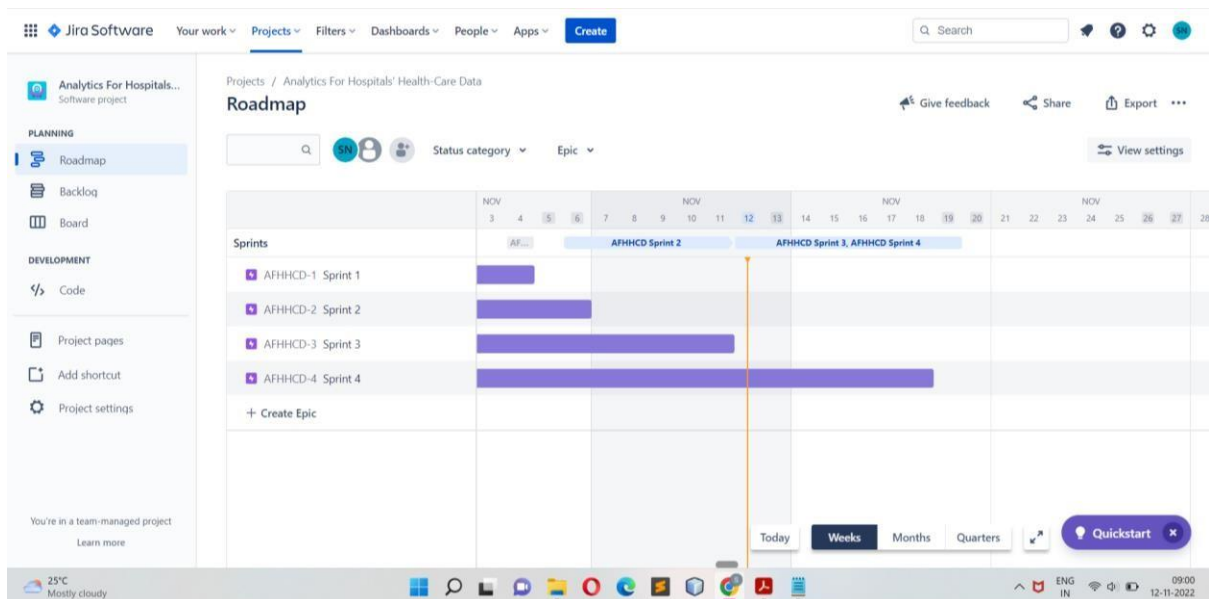 Jira Software Your work Projects Filters Dashboards People Apps Create Search SN
Analytics For Hospitals...
Software project
PLANNING
Roadmap
Backlog
Board
DEVELOPMENT
Code
Project pages
Add shortcut
Project settings
You're in a team-managed project
Learn more
Projects / Analytics For Hospitals' Health-Care Data
Roadmap
Give feedback Share Export
SN Status category Epic View settings
NOV NOV NOV NOV
3 4 5 6 7 8 9 10 11 12 13 14 15 16 17 18 19 20 21 22 23 24 25 26 27 28
Sprints AF... AFHHCD Sprint 2 AFHHCD Sprint 3, AFHHCD Sprint 4
AFHHCD-1 Sprint 1
AFHHCD-2 Sprint 2
AFHHCD-3 Sprint 3
AFHHCD-4 Sprint 4
+ Create Epic
Today Weeks Months Quarters Quickstart
25°C
Mostly cloudy
ENG
IN
09:00
12-11-2022